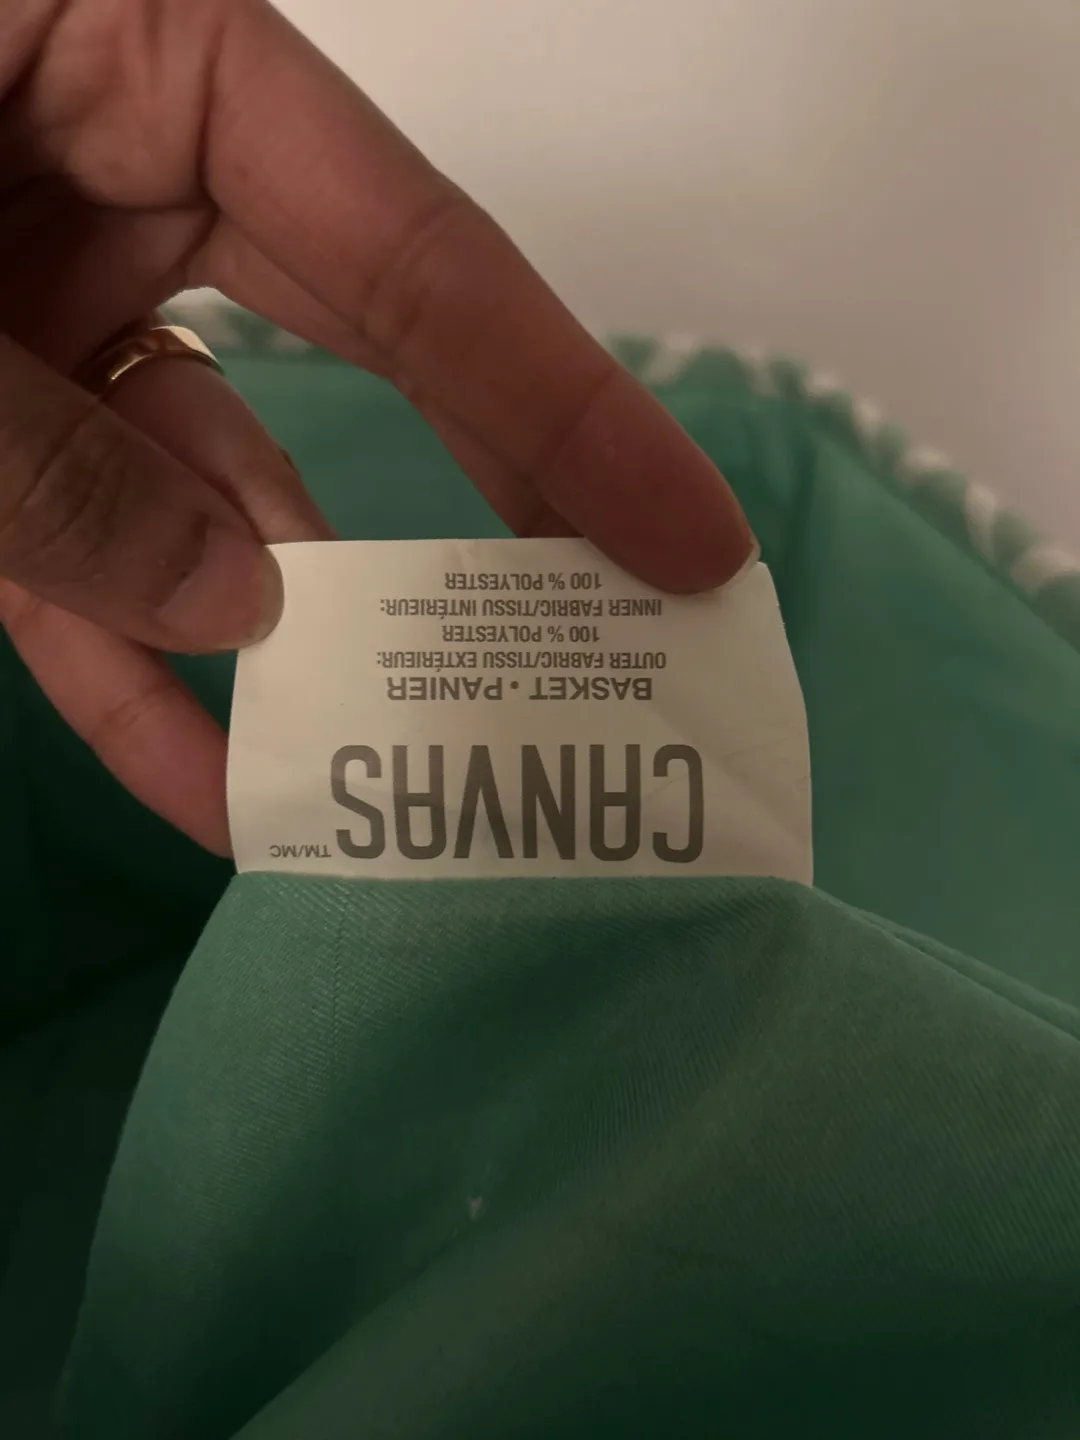 CANVAS TM/MC
BASKET • PANIER
OUTER FABRIC/TISSU EXTÉRIEUR:
100 % POLYESTER
INNER FABRIC/TISSU INTÉRIEUR:
100 % POLYESTER